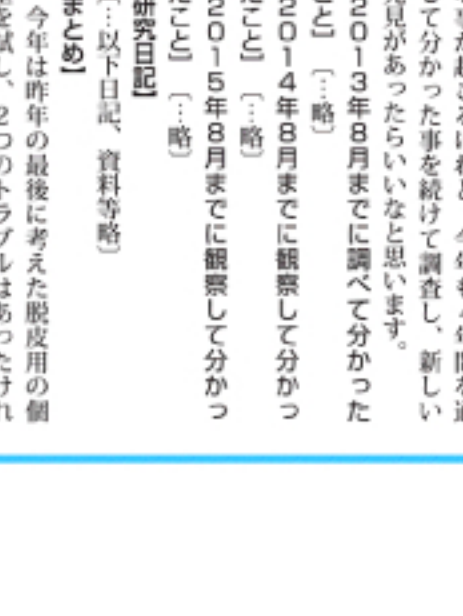 して分かった事を続けて調査し、新しい
発見があったらいいなと思います。
2013年8月までに調べて分かった
こと】〔…略〕
2014年8月までに観察して分かっ
たこと】〔…略〕
2015年8月までに観察して分かっ
たこと】〔…略〕
研究日記】
〔…以下日記、資料等略〕
まとめ】
今年は昨年の最後に考えた脱皮用の個
を試し、2つのトラブルはあったけれ